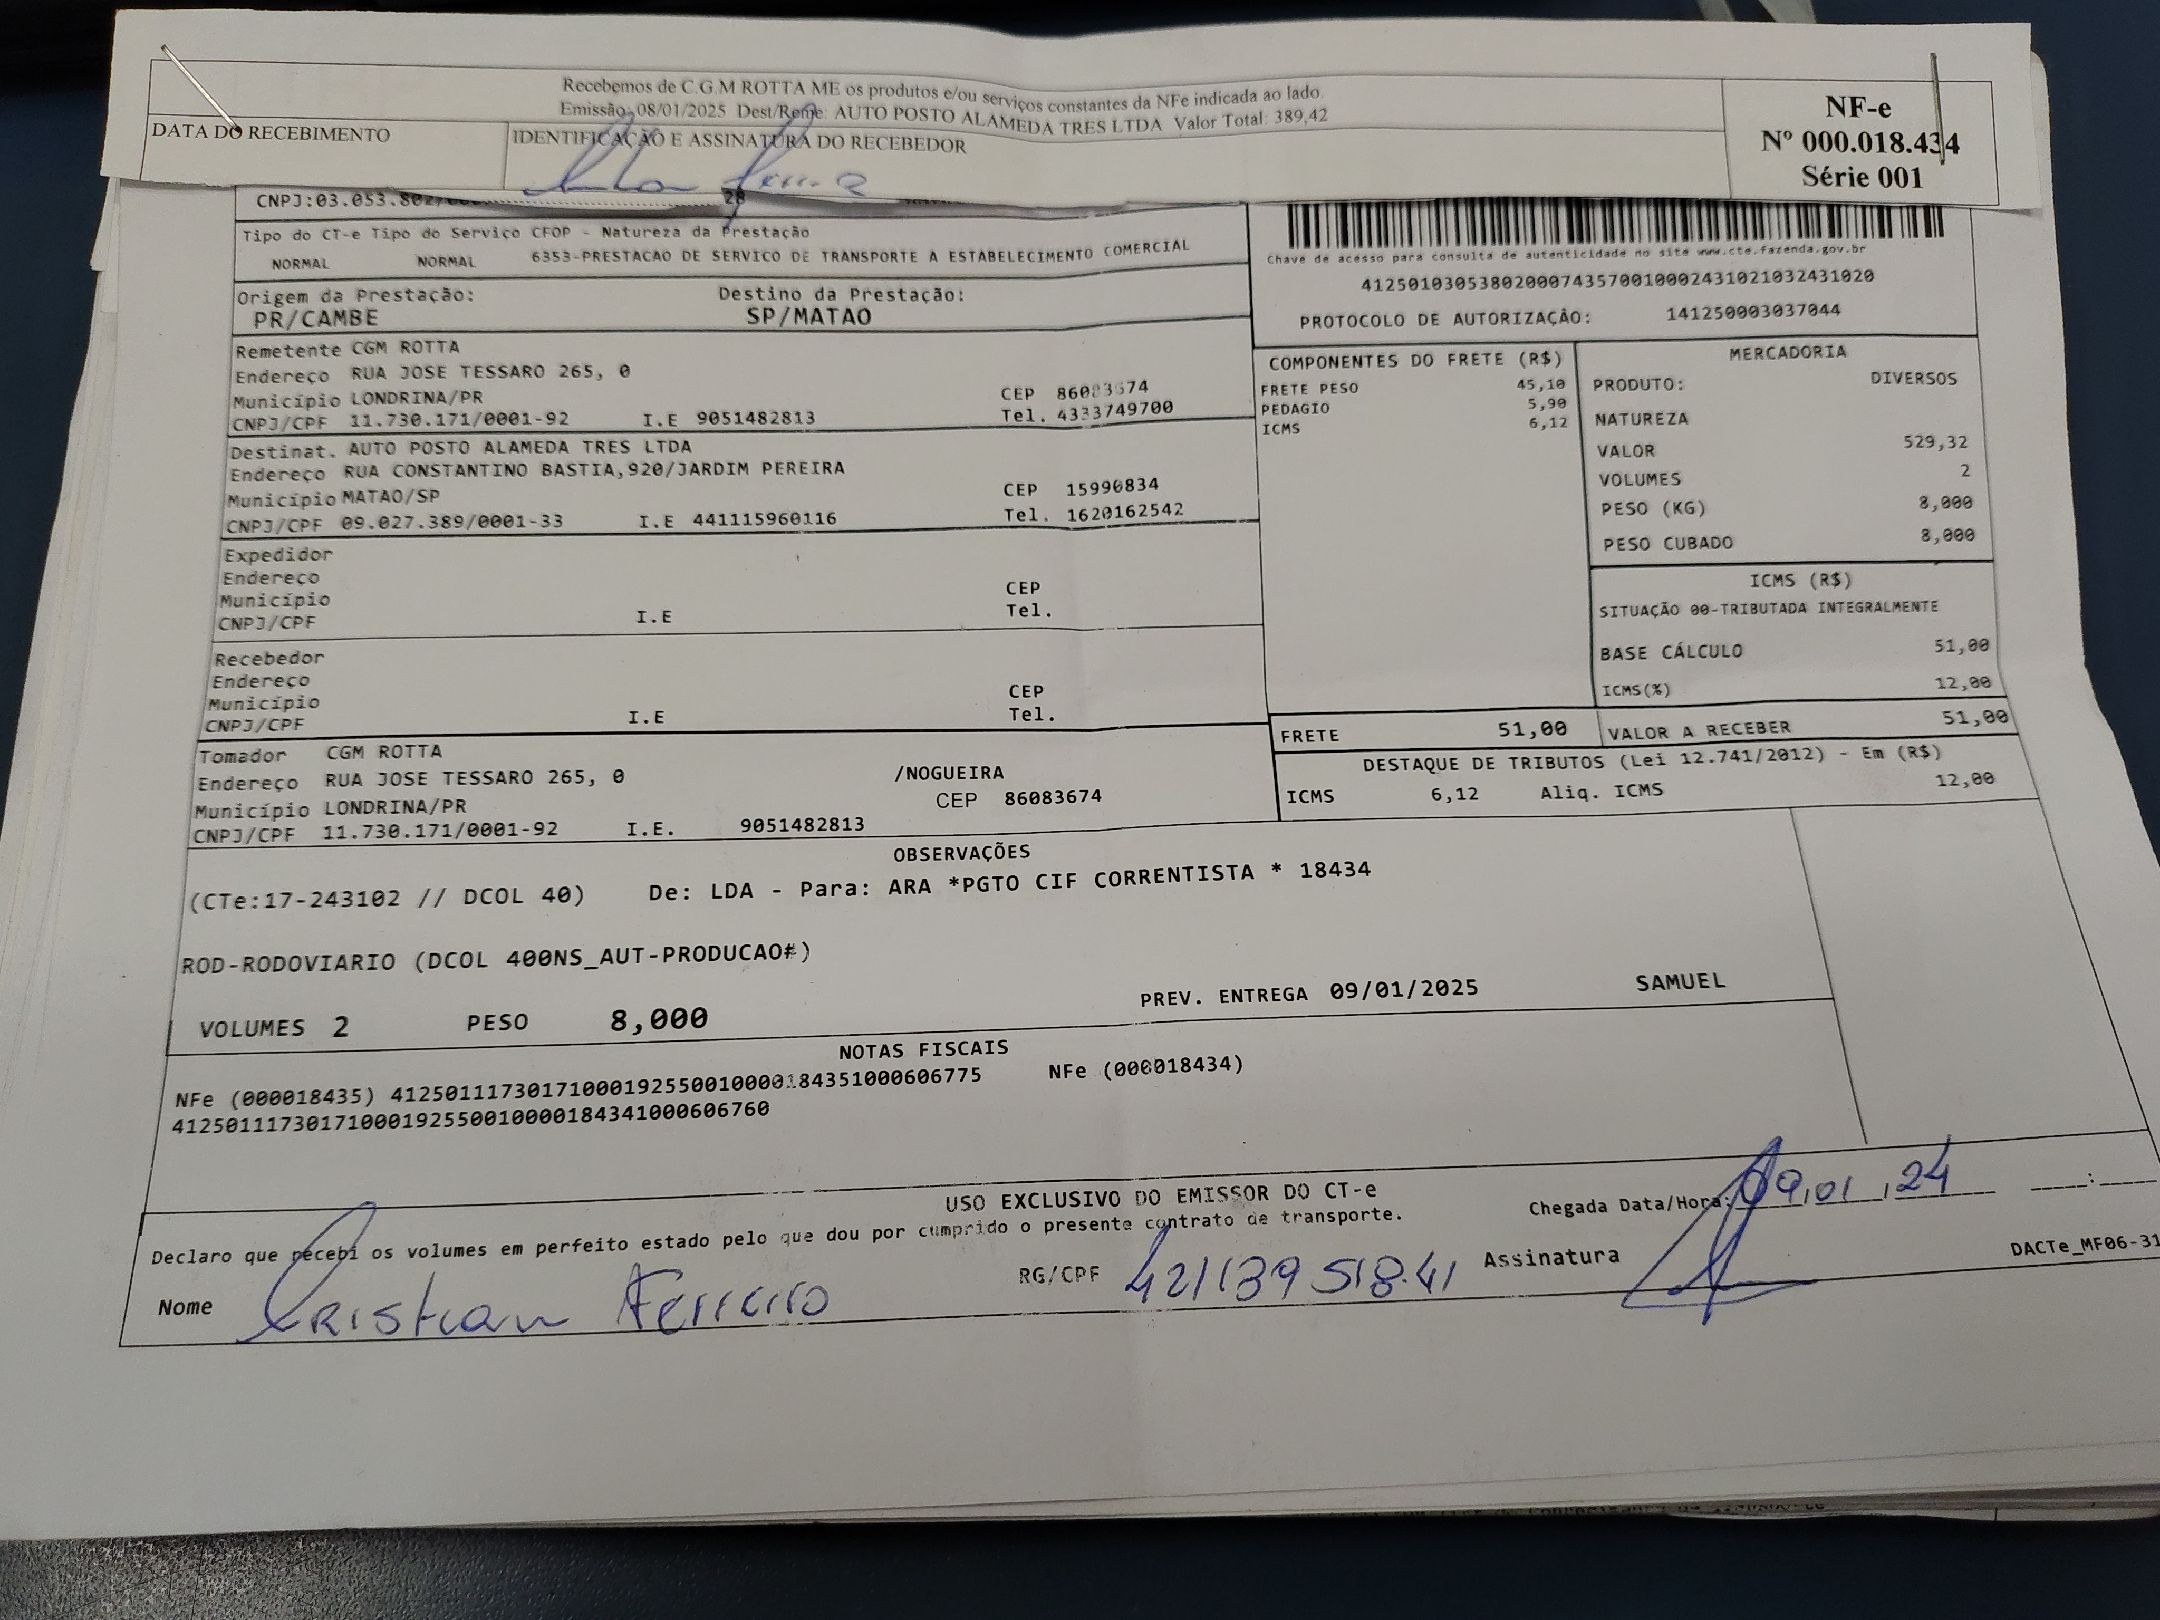 Recebemos de C.G.M ROTTA ME os produtos e/ou serviços constantes da NFe indicada ao lado.
Emissão: 08/01/2025 Dest/Reme: AUTO POSTO ALAMEDA TRES LTDA Valor Total: 389,42
DATA DO RECEBIMENTO
IDENTIFICAÇÃO E ASSINATURA DO RECEBEDOR
NF-e
Nº 000.018.434
Série 001
CNPJ:03.053.802/
28
Tipo do CT-e Tipo do Serviço CFOP - Natureza da Prestação
NORMAL NORMAL 6353-PRESTACAO DE SERVICO DE TRANSPORTE A ESTABELECIMENTO COMERCIAL
Chave de acesso para consulta de autenticidade no site www.cte.fazenda.gov.br
41250103053802000743570010002431021032431020
PROTOCOLO DE AUTORIZAÇÃO: 141250003037044
Origem da Prestação: Destino da Prestação:
PR/CAMBE SP/MATAO
Remetente CGM ROTTA
Endereço RUA JOSE TESSARO 265, 0
Município LONDRINA/PR CEP 86083674
CNPJ/CPF 11.730.171/0001-92 I.E 9051482813 Tel. 4333749700
Destinat. AUTO POSTO ALAMEDA TRES LTDA
Endereço RUA CONSTANTINO BASTIA,920/JARDIM PEREIRA
Município MATAO/SP CEP 15990834
CNPJ/CPF 09.027.389/0001-33 I.E 441115960116 Tel. 1620162542
Expedidor
Endereço
Município CEP
CNPJ/CPF I.E Tel.
Recebedor
Endereço
Município CEP
CNPJ/CPF I.E Tel.
Tomador CGM ROTTA
Endereço RUA JOSE TESSARO 265, 0 /NOGUEIRA
Município LONDRINA/PR CEP 86083674
CNPJ/CPF 11.730.171/0001-92 I.E. 9051482813
COMPONENTES DO FRETE (R$)
FRETE PESO 45,10
PEDAGIO 5,90
ICMS 6,12
MERCADORIA
PRODUTO: DIVERSOS
NATUREZA
VALOR 529,32
VOLUMES 2
PESO (KG) 8,000
PESO CUBADO 8,000
ICMS (R$)
SITUAÇÃO 00-TRIBUTADA INTEGRALMENTE
BASE CÁLCULO 51,00
ICMS(%) 12,00
FRETE 51,00 VALOR A RECEBER 51,00
DESTAQUE DE TRIBUTOS (Lei 12.741/2012) - Em (R$)
ICMS 6,12 Aliq. ICMS 12,00
OBSERVAÇÕES
(CTe:17-243102 // DCOL 40) De: LDA - Para: ARA *PGTO CIF CORRENTISTA * 18434
ROD-RODOVIARIO (DCOL 400NS_AUT-PRODUCAO#)
VOLUMES 2 PESO 8,000 PREV. ENTREGA 09/01/2025 SAMUEL
NOTAS FISCAIS
NFe (000018435) 41250111730171000192550010000184351000606775 NFe (000018434)
41250111730171000192550010000184341000606760
USO EXCLUSIVO DO EMISSOR DO CT-e
Declaro que recebi os volumes em perfeito estado pelo que dou por cumprido o presente contrato de transporte.
Chegada Data/Hora: 09,01,24 :
Nome Cristian Ferreiro RG/CPF 421139518.41 Assinatura
DACTe_MF06-31